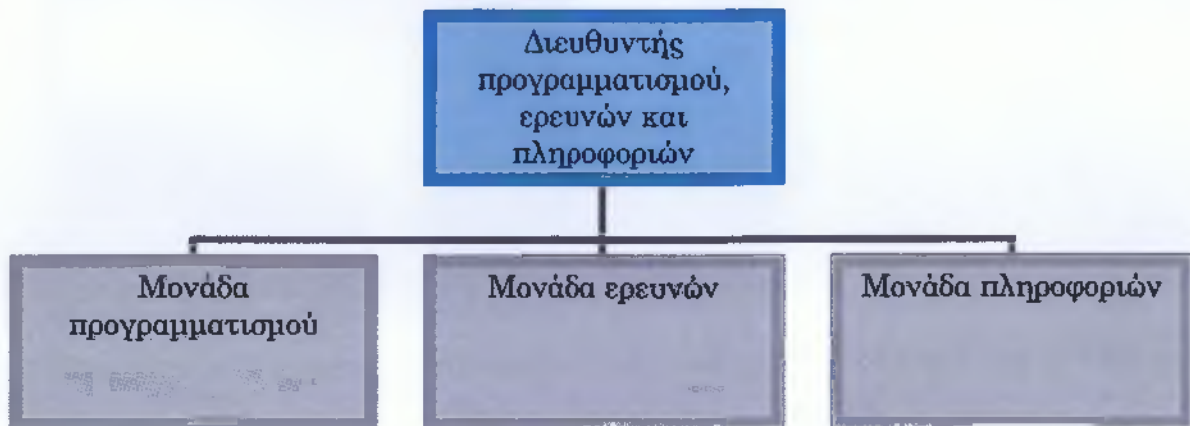 Διευθυντής
προγραμματισμού,
ερευνών και
πληροφοριών
Μονάδα
προγραμματισμού
Μονάδα ερευνών
Μονάδα πληροφοριών